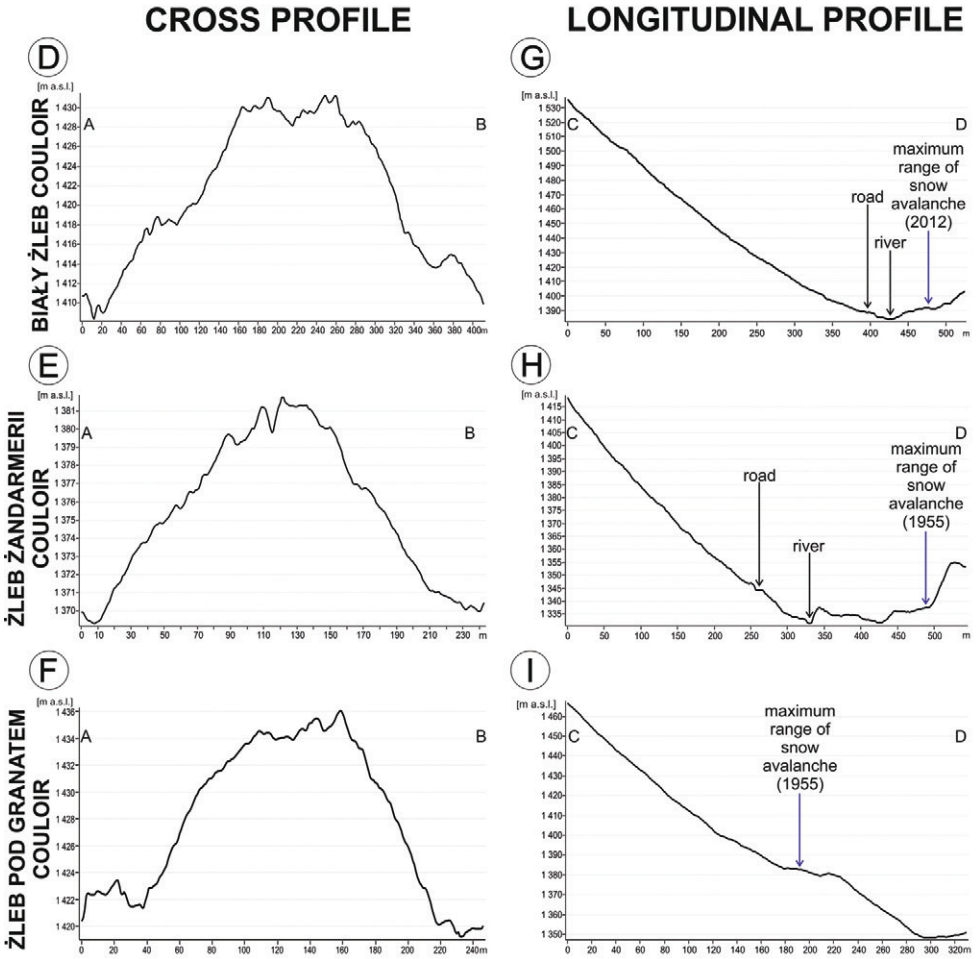 CROSS PROFILE
LONGITUDINAL PROFILE
BIAŁY ŻLEB COULOIR
D
[m a.s.l.]
A
B
1 430
1 428
1 426
1 424
1 422
1 420
1 418
1 416
1 414
1 412
1 410
0 20 40 60 80 100 120 140 160 180 200 220 240 260 280 300 320 340 360 380 400m
G
[m a.s.l.]
C
D
1 530
1 520
1 510
1 500
1 490
1 480
1 470
1 460
1 450
1 440
1 430
1 420
1 410
1 400
1 390
road
river
maximum
range of
snow
avalanche
(2012)
0 50 100 150 200 250 300 350 400 450 500 m
ŻLEB ŻANDARMERII
COULOIR
E
[m a.s.l.]
A
B
1 381
1 380
1 379
1 378
1 377
1 376
1 375
1 374
1 373
1 372
1 371
1 370
0 10 30 50 70 90 110 130 150 170 190 210 230 m
H
[m a.s.l.]
C
D
1 415
1 410
1 405
1 400
1 395
1 390
1 385
1 380
1 375
1 370
1 365
1 360
1 355
1 350
1 345
1 340
1 335
road
river
maximum
range of
snow
avalanche
(1955)
0 50 100 150 200 250 300 350 400 450 500 m
ŻLEB POD GRANATEM
COULOIR
F
[m a.s.l.]
A
B
1 436
1 434
1 432
1 430
1 428
1 426
1 424
1 422
1 420
0 20 40 60 80 100 120 140 160 180 200 220 240m
I
[m a.s.l.]
C
D
1 460
1 450
1 440
1 430
1 420
1 410
1 400
1 390
1 380
1 370
1 360
1 350
maximum
range of
snow
avalanche
(1955)
0 20 40 60 80 100 120 140 160 180 200 220 240 260 280 300 320m